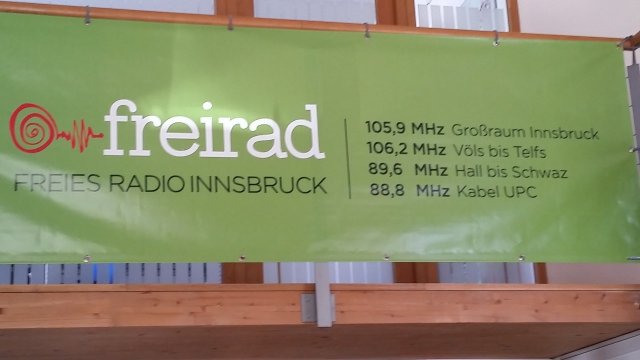 freirad
FREIES RADIO INNSBRUCK
105,9 MHz Großraum Innsbruck
106,2 MHz Völs bis Telfs
89,6 MHz Hall bis Schwaz
88,8 MHz Kabel UPC